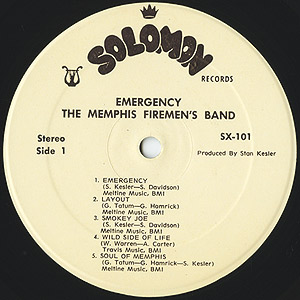 SOLOMON
RECORDS
EMERGENCY
THE MEMPHIS FIREMEN'S BAND
Stereo
Side 1
SX-101
Produced By Stan Kesler
1. EMERGENCY
(S. Kesler—S. Davidson)
Meltine Music, BMI
2. LAYOUT
(G. Tatum—G. Hamrick)
Meltine Music, BMI
3. SMOKEY JOE
(S. Kesler—S. Davidson)
Meltine Music, BMI
4. WILD SIDE OF LIFE
(W. Warren—A. Carter)
Travis Music, BMI
5. SOUL OF MEMPHIS
(G. Tatum—G. Hamrick—S. Kesler)
Meltine Music, BMI